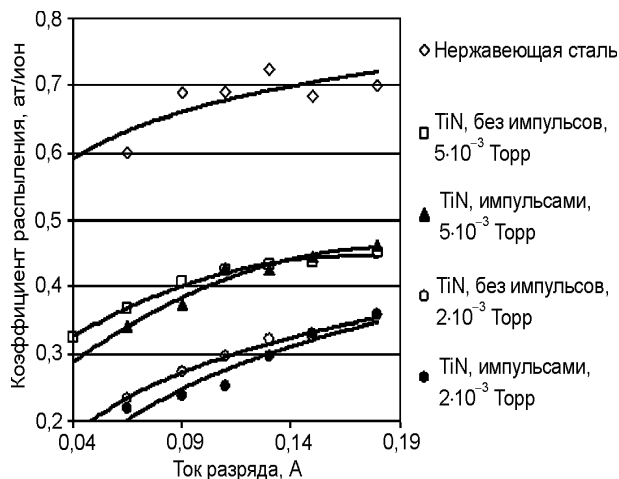 Коэффициент распыления, ат/ион
0,8
0,7
0,6
0,5
0,4
0,3
0,2
0,04
0,09
0,14
0,19
Ток разряда, А
Нержавеющая сталь
TiN, без импульсов,
5·10⁻³ Торр
TiN, импульсами,
5·10⁻³ Торр
TiN, без импульсов,
2·10⁻³ Торр
TiN, импульсами,
2·10⁻³ Торр